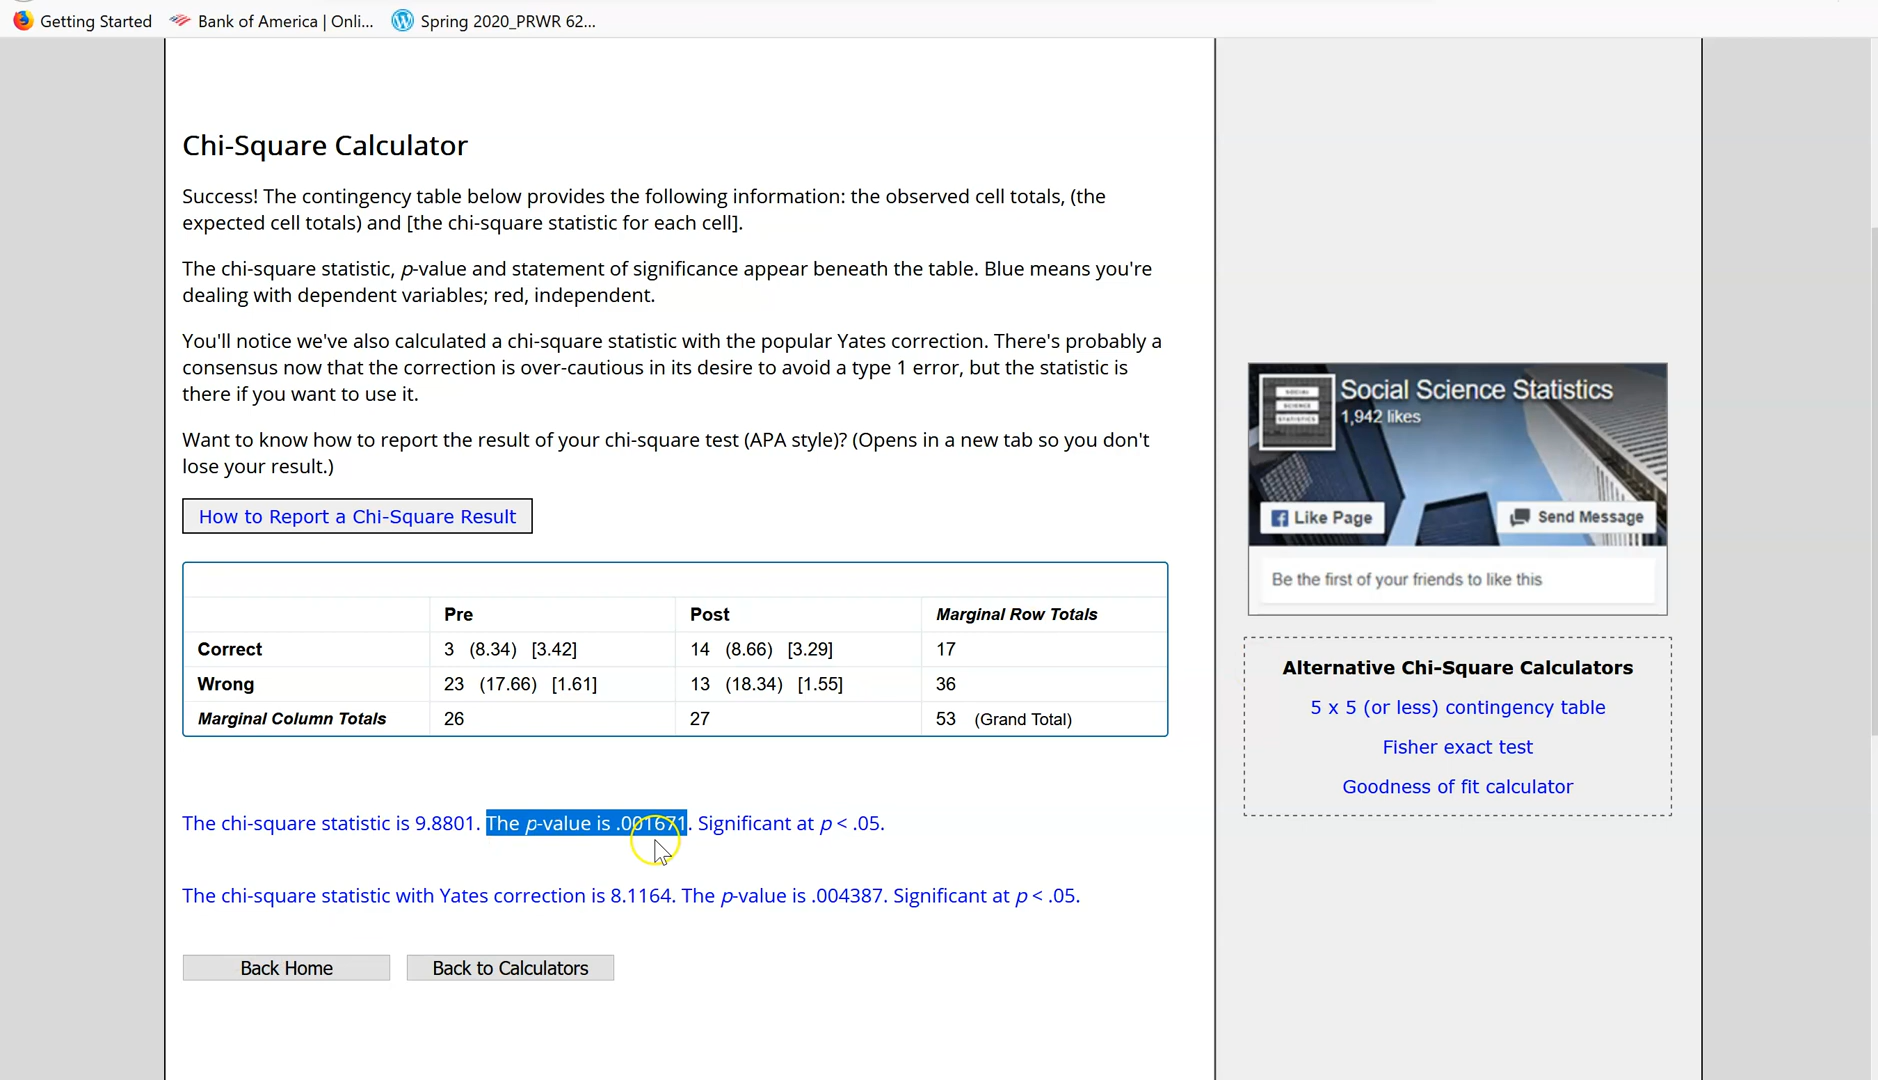 Getting Started Bank of America | Onli... Spring 2020_PRWR 62...
Chi-Square Calculator
Success! The contingency table below provides the following information: the observed cell totals, (the
expected cell totals) and [the chi-square statistic for each cell].
The chi-square statistic, p-value and statement of significance appear beneath the table. Blue means you're
dealing with dependent variables; red, independent.
You'll notice we've also calculated a chi-square statistic with the popular Yates correction. There's probably a
consensus now that the correction is over-cautious in its desire to avoid a type 1 error, but the statistic is
there if you want to use it.
Want to know how to report the result of your chi-square test (APA style)? (Opens in a new tab so you don't
lose your result.)
How to Report a Chi-Square Result
Pre Post Marginal Row Totals
Correct 3 (8.34) [3.42] 14 (8.66) [3.29] 17
Wrong 23 (17.66) [1.61] 13 (18.34) [1.55] 36
Marginal Column Totals 26 27 53 (Grand Total)
The chi-square statistic is 9.8801. The p-value is .001671. Significant at p < .05.
The chi-square statistic with Yates correction is 8.1164. The p-value is .004387. Significant at p < .05.
Back Home Back to Calculators
SOCIAL
SCIENCE
STATISTICS
Social Science Statistics
1,942 likes
Like Page Send Message
Be the first of your friends to like this
Alternative Chi-Square Calculators
5 x 5 (or less) contingency table
Fisher exact test
Goodness of fit calculator